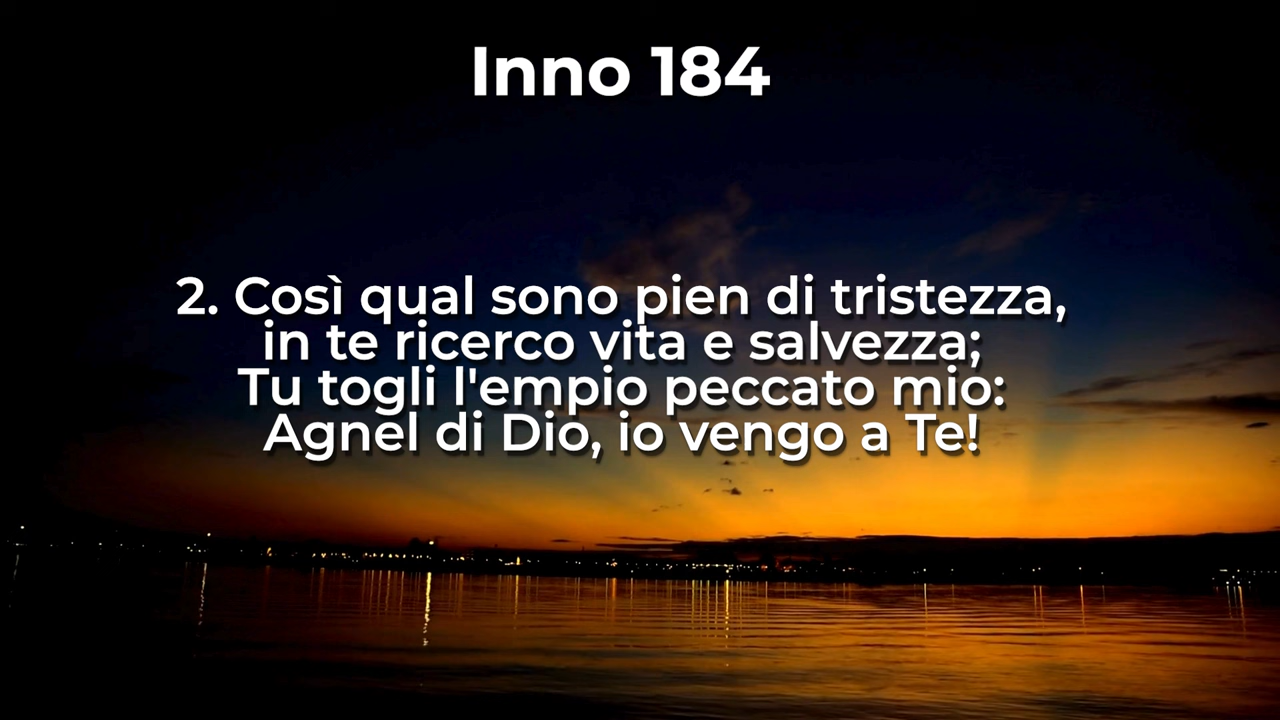 Inno 184
2. Così qual sono pien di tristezza,
in te ricerco vita e salvezza;
Tu togli l'empio peccato mio:
Agnel di Dio, io vengo a Te!